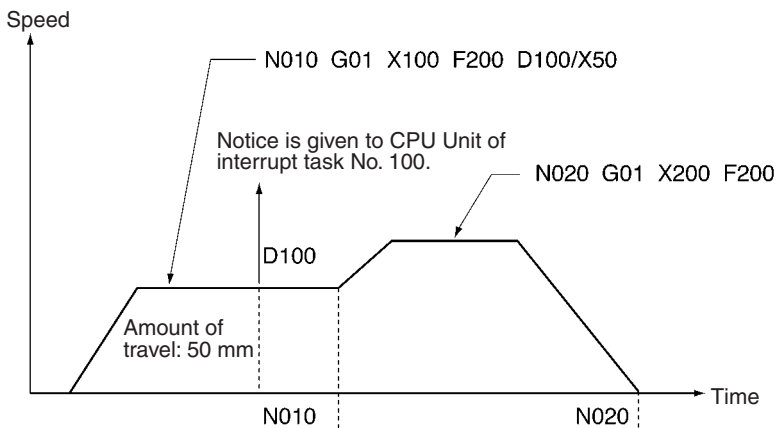 Speed
N010 G01 X100 F200 D100/X50
Notice is given to CPU Unit of
interrupt task No. 100.
N020 G01 X200 F200
D100
Amount of
travel: 50 mm
Time
N010
N020